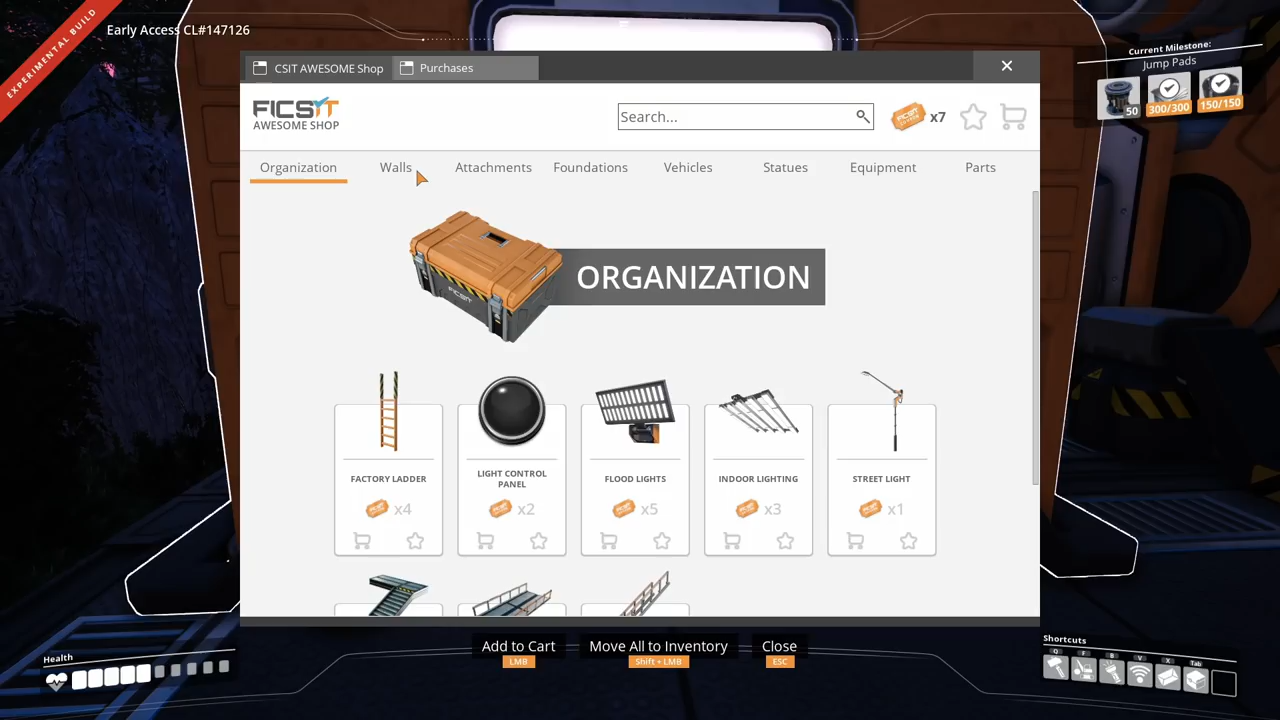 EXPERIMENTAL BUILD
Early Access CL#147126
Current Milestone:
Jump Pads
50
300/300
150/150
CSIT AWESOME Shop
Purchases
FICSIT
AWESOME SHOP
Search...
x7
Organization
Walls
Attachments
Foundations
Vehicles
Statues
Equipment
Parts
FICSIT
ORGANIZATION
FACTORY LADDER
x4
LIGHT CONTROL
PANEL
x2
FLOOD LIGHTS
x5
INDOOR LIGHTING
x3
STREET LIGHT
x1
Add to Cart
LMB
Move All to Inventory
Shift + LMB
Close
ESC
Health
Shortcuts
Q
F
B
V
X
Tab